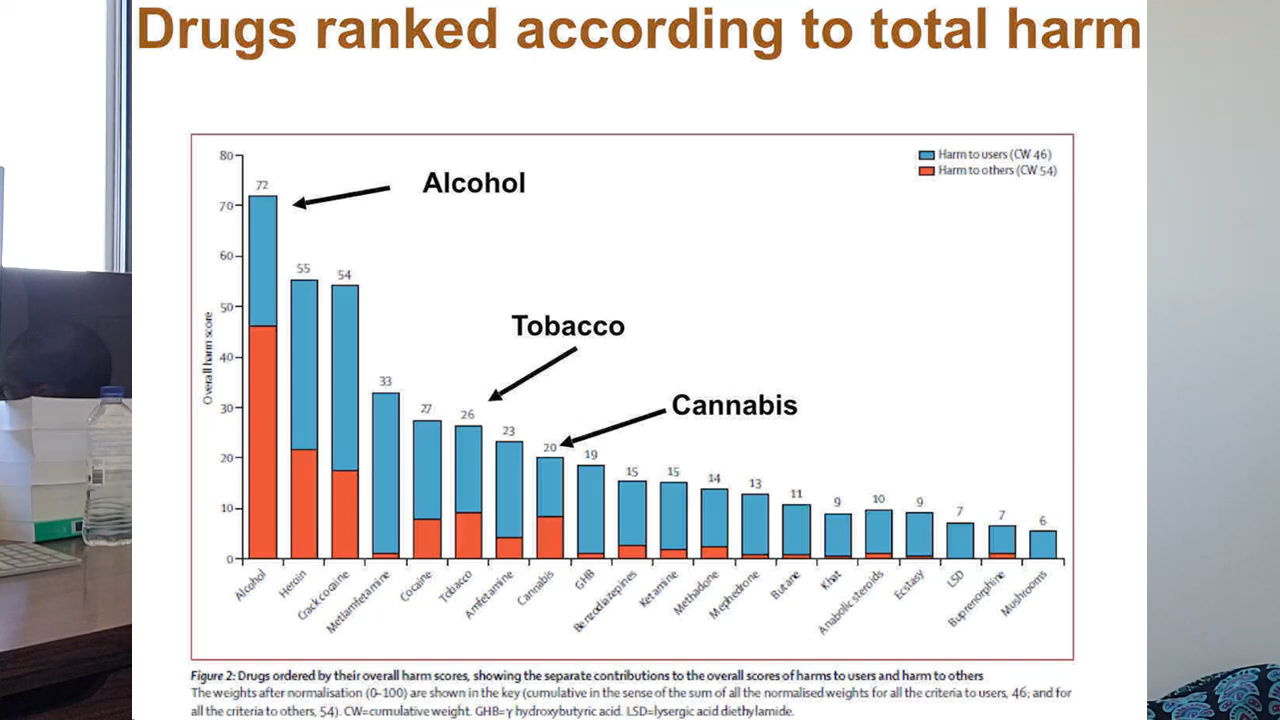 Drugs ranked according to total harm
80
Harm to users (CW 46)
Harm to others (CW 54)
Alcohol
72
70
60
55
54
50
Tobacco
Overall harm score
40
33
Cannabis
30
27
26
23
20
20
19
15
15
14
13
11
9
10
9
7
7
6
10
0
Alcohol
Heroin
Crack cocaine
Metlamfetamine
Cocaine
Tobacco
Amfetamine
Cannabis
GHB
Benzodiazepines
Ketamine
Methadone
Mephedrone
Butane
Khat
Anabolic steroids
Ecstasy
LSD
Buprenorphine
Mushrooms
Figure 2: Drugs ordered by their overall harm scores, showing the separate contributions to the overall scores of harms to users and harm to others
The weights after normalisation (0–100) are shown in the key (cumulative in the sense of the sum of all the normalised weights for all the criteria to users, 46; and for
all the criteria to others, 54). CW=cumulative weight. GHB=γ hydroxybutyric acid. LSD=lysergic acid diethylamide.